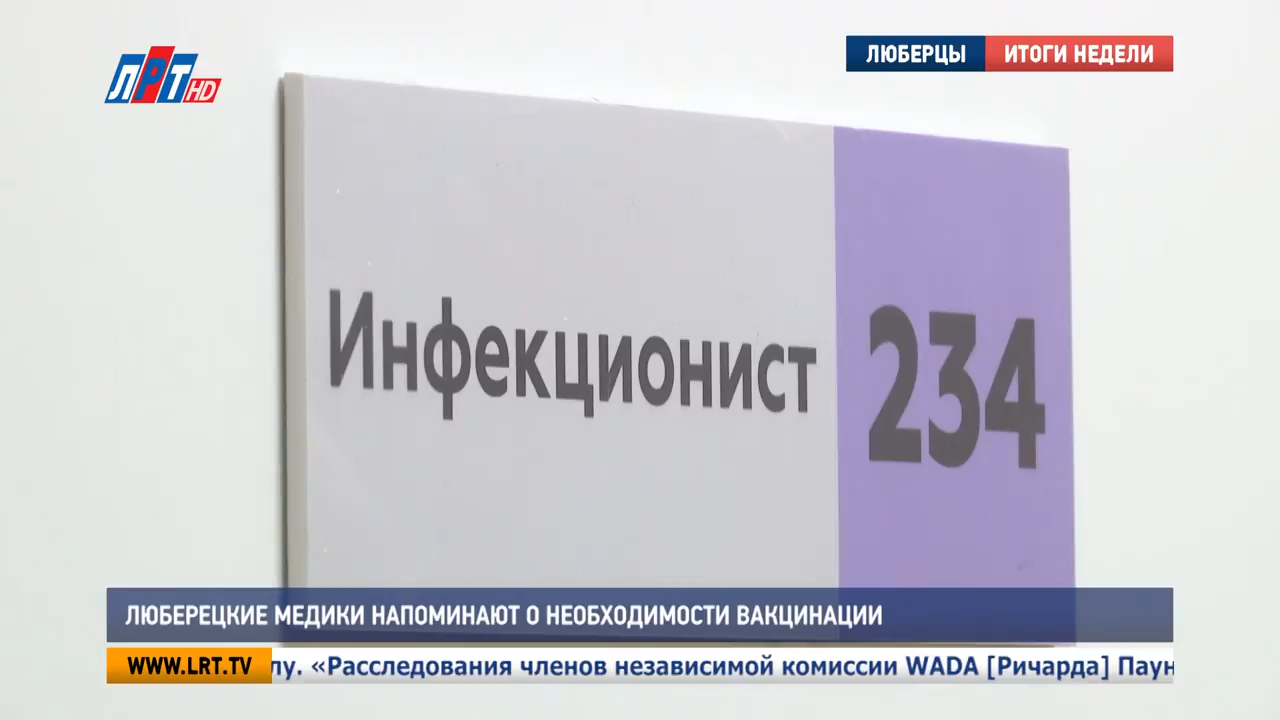 ЛРТ HD
ЛЮБЕРЦЫ ИТОГИ НЕДЕЛИ
Инфекционист 234
ЛЮБЕРЕЦКИЕ МЕДИКИ НАПОМИНАЮТ О НЕОБХОДИМОСТИ ВАКЦИНАЦИИ
WWW.LRT.TV лу. «Расследования членов независимой комиссии WADA [Ричарда] Паун